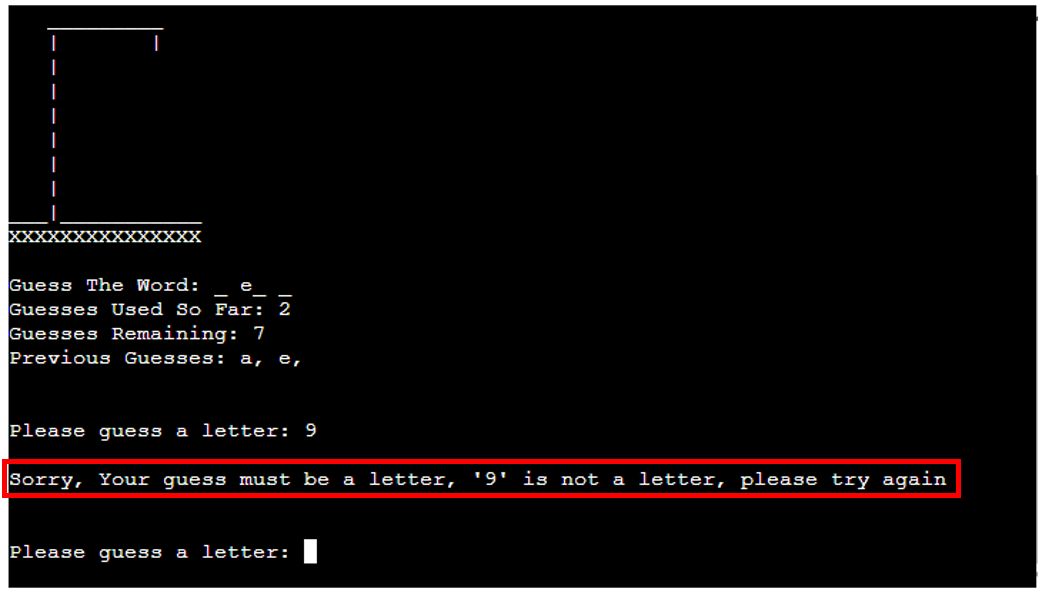 XXXXXXXXXXXXXXX
Guess The Word: _ e_ _
Guesses Used So Far: 2
Guesses Remaining: 7
Previous Guesses: a, e,
Please guess a letter: 9
Sorry, Your guess must be a letter, '9' is not a letter, please try again
Please guess a letter: